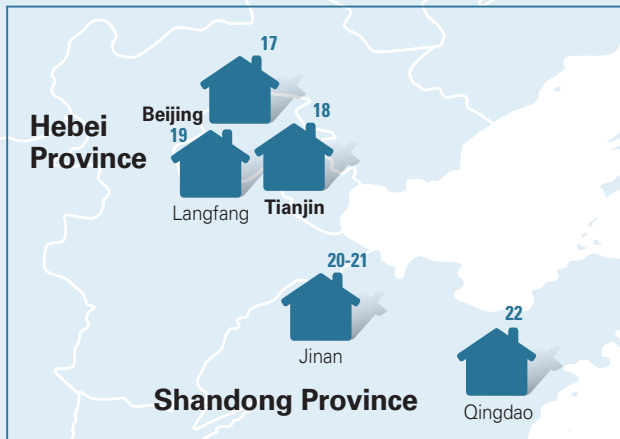 17
Beijing
18
Hebei
Province
19
Langfang
Tianjin
20-21
Jinan
22
Shandong Province
Qingdao